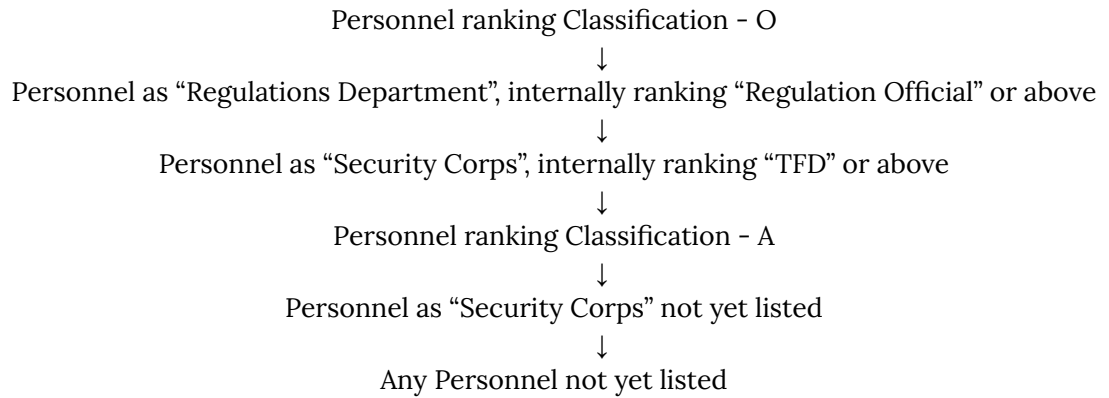 Personnel ranking Classification - O
↓
Personnel as “Regulations Department”, internally ranking “Regulation Official” or above
↓
Personnel as “Security Corps”, internally ranking “TFD” or above
↓
Personnel ranking Classification - A
↓
Personnel as “Security Corps” not yet listed
↓
Any Personnel not yet listed